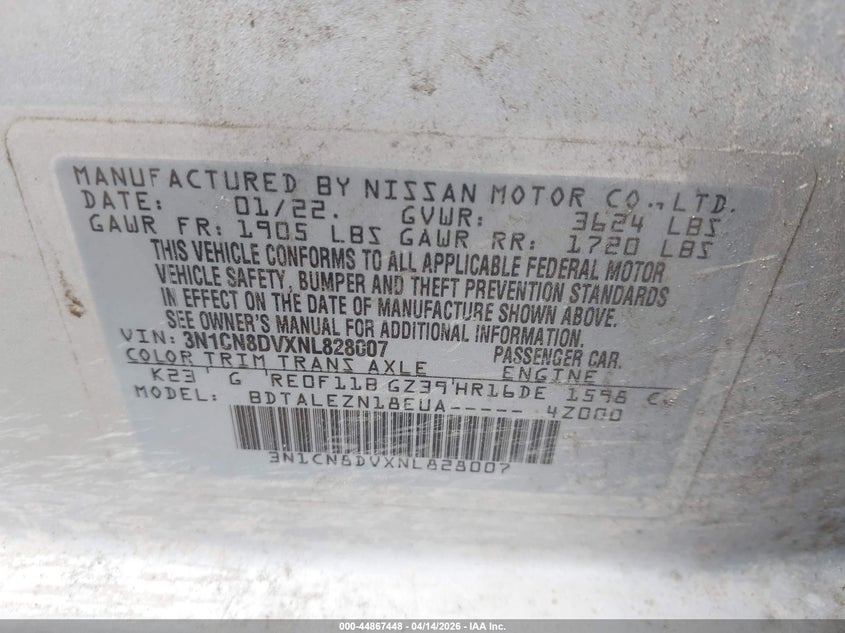 MANUFACTURED BY NISSAN MOTOR CO., LTD.
DATE: 01/22. GVWR: 3624 LBS
GAWR FR: 1905 LBS GAWR RR: 1720 LBS
THIS VEHICLE CONFORMS TO ALL APPLICABLE FEDERAL MOTOR
VEHICLE SAFETY, BUMPER AND THEFT PREVENTION STANDARDS
IN EFFECT ON THE DATE OF MANUFACTURE SHOWN ABOVE.
SEE OWNER'S MANUAL FOR ADDITIONAL INFORMATION.
VIN: 3N1CN8DVXNL828007 PASSENGER CAR.
COLOR TRIM TRANS AXLE ENGINE
K23 ' G 'RE0F11B GZ39'HR16DE 1598 CC
MODEL: BDTALEZN18EUA----- 4Z000
3N1CN8DVXNL828007
000-44867448 - 04/14/2026 - IAA Inc.